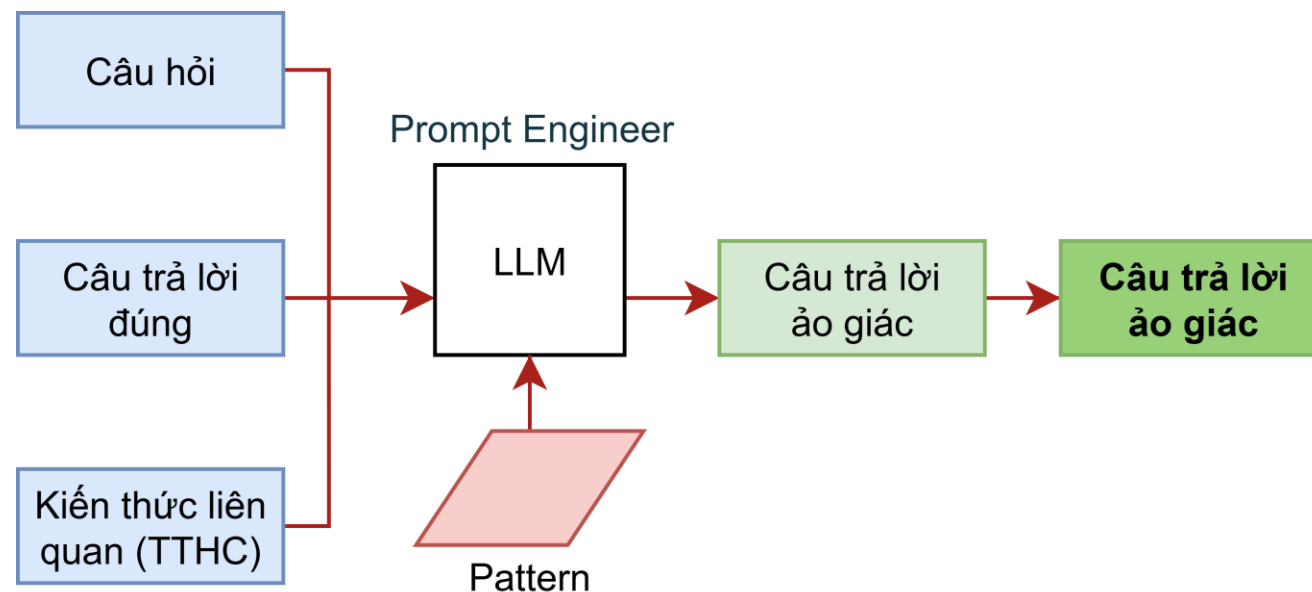 Câu hỏi
Prompt Engineer
LLM
Câu trả lời
đúng
Câu trả lời
ảo giác
Câu trả lời
ảo giác
Kiến thức liên
quan (TTHC)
Pattern